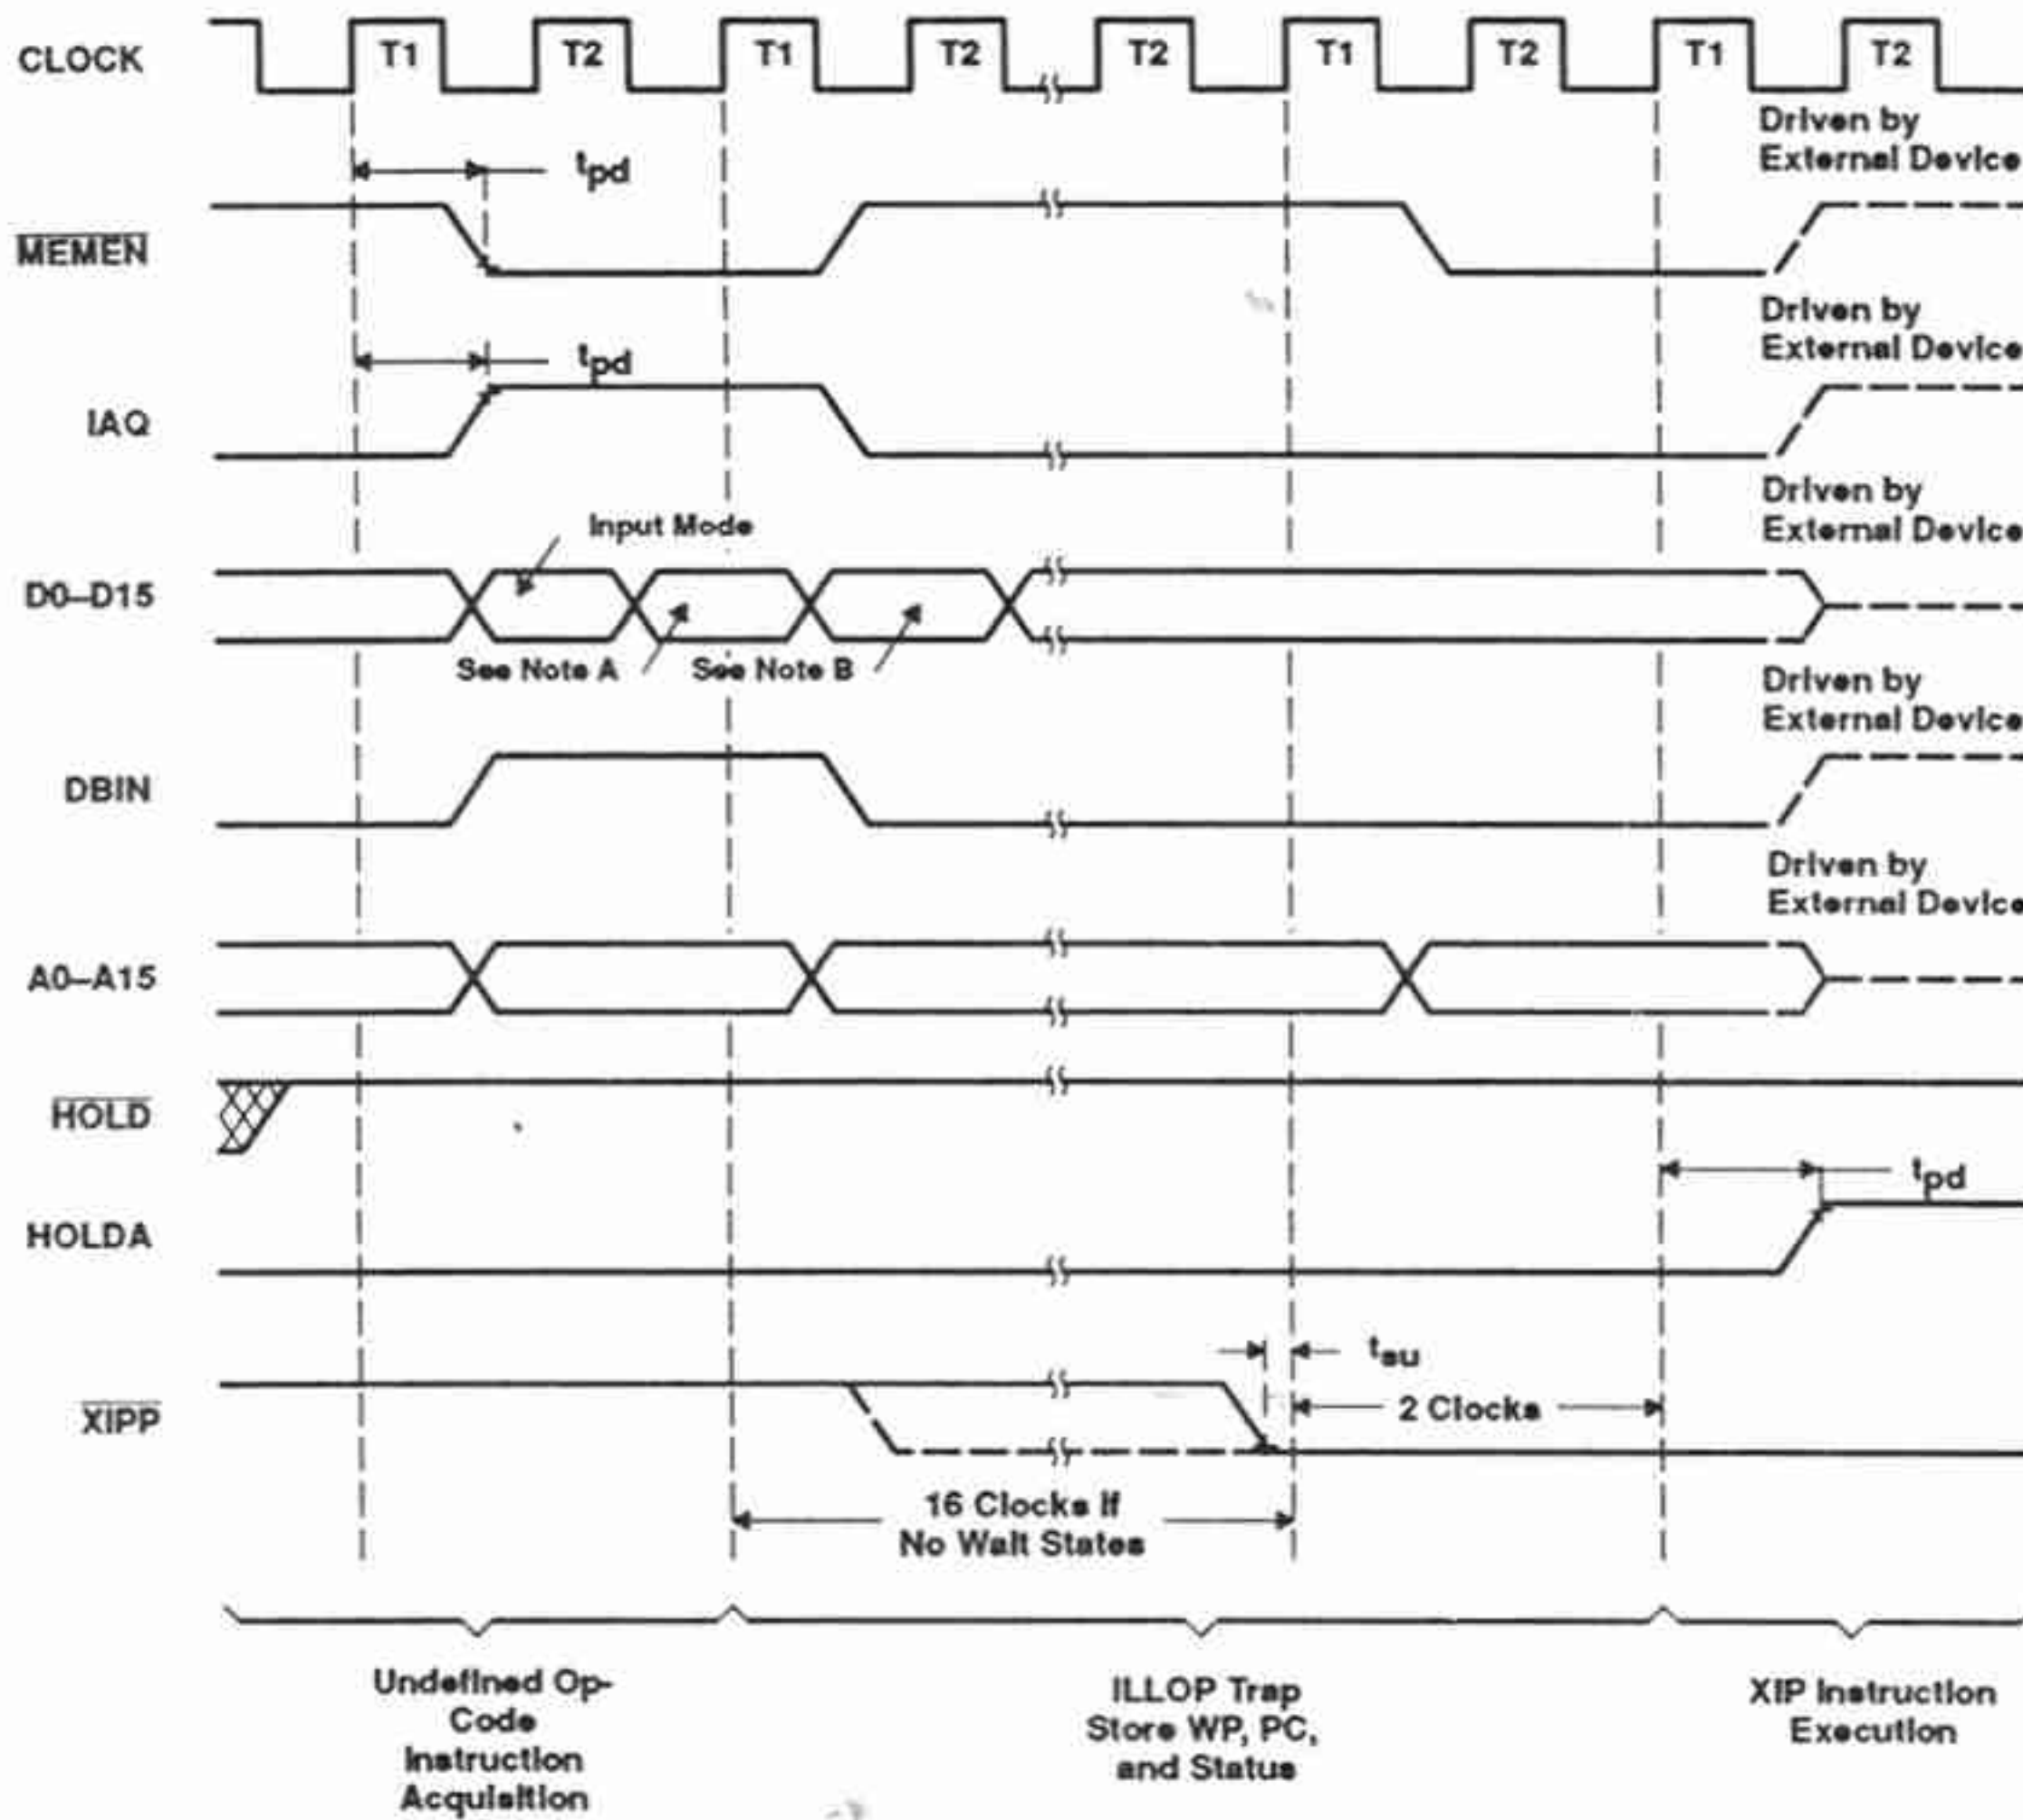 CLOCK
T1 T2 T1 T2 T2 T1 T2 T1 T2
Driven by
External Device
tpd
MEMEN
Driven by
External Device
tpd
IAQ
Driven by
External Device
Input Mode
D0–D15
See Note A See Note B
Driven by
External Device
DBIN
Driven by
External Device
A0–A15
HOLD
tpd
HOLDA
tsu
2 Clocks
XIPP
16 Clocks If
No Wait States
Undefined Op-
Code
Instruction
Acquisition
ILLOP Trap
Store WP, PC,
and Status
XIP Instruction
Execution